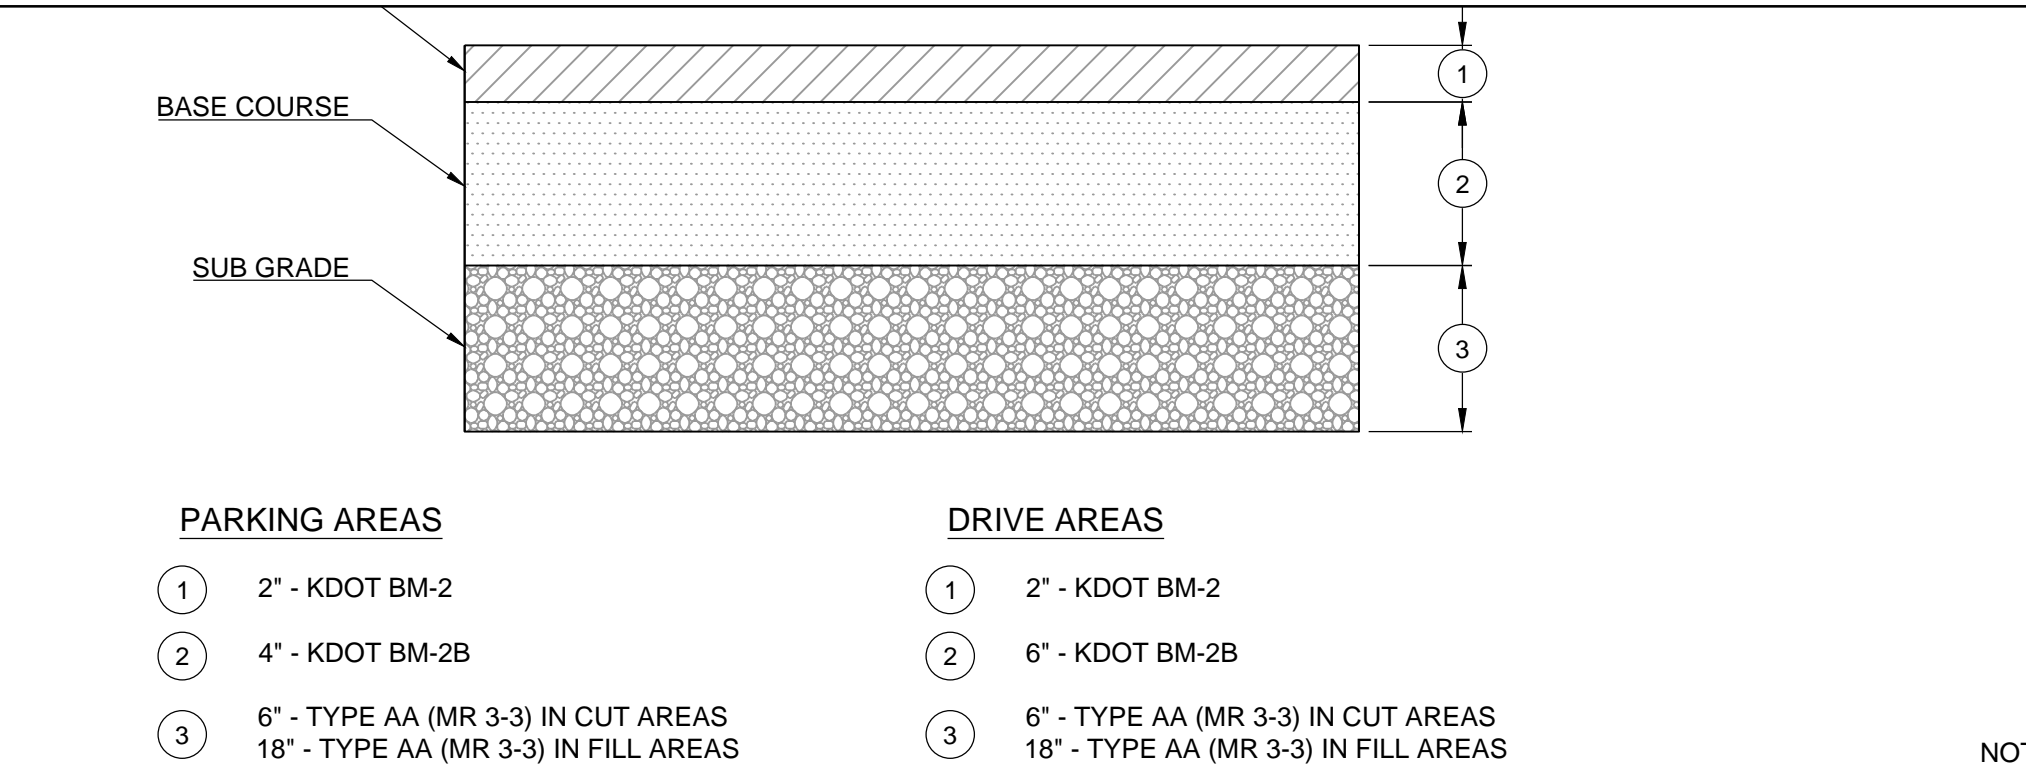 1
BASE COURSE
2
SUB GRADE
3
PARKING AREAS
1 2" - KDOT BM-2
2 4" - KDOT BM-2B
3 6" - TYPE AA (MR 3-3) IN CUT AREAS
18" - TYPE AA (MR 3-3) IN FILL AREAS
DRIVE AREAS
1 2" - KDOT BM-2
2 6" - KDOT BM-2B
3 6" - TYPE AA (MR 3-3) IN CUT AREAS
18" - TYPE AA (MR 3-3) IN FILL AREAS